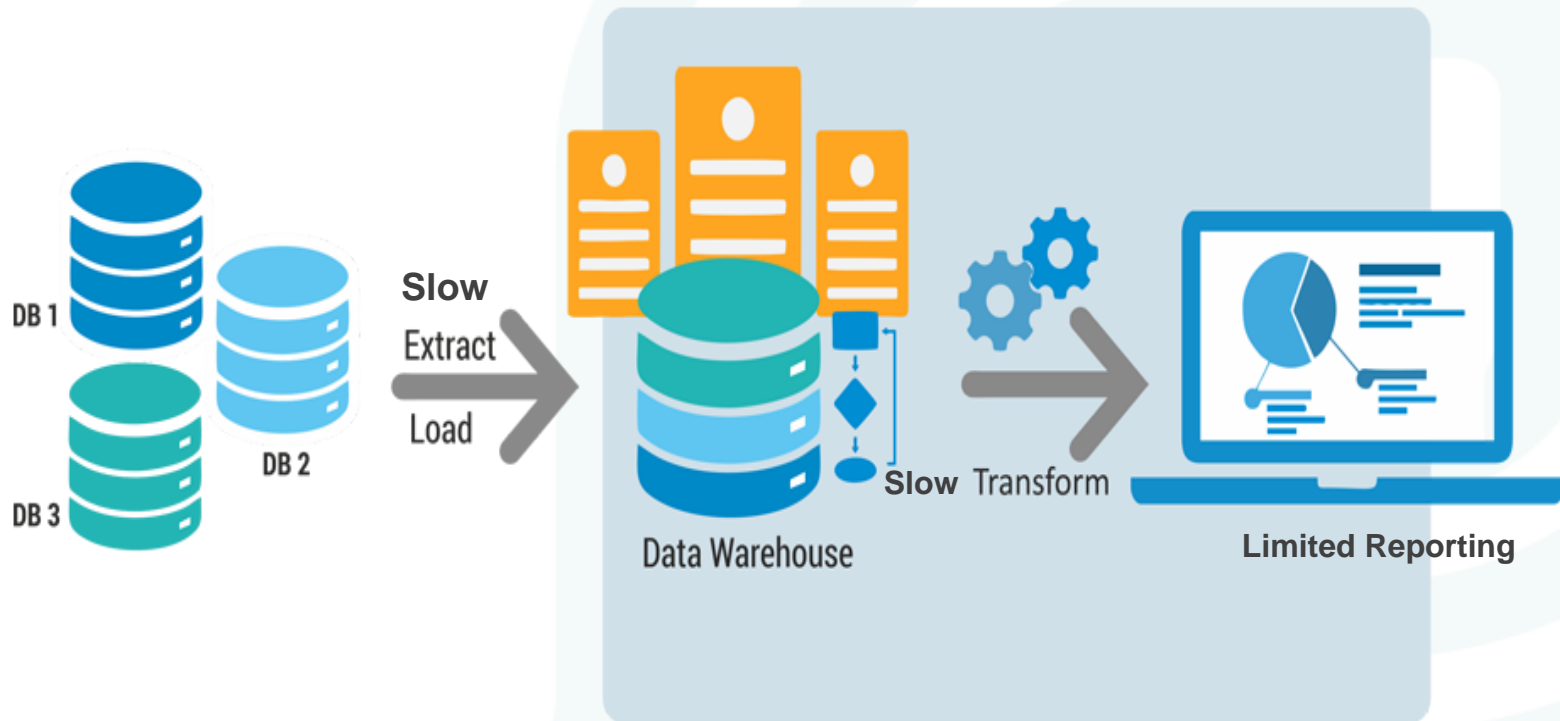 DB 1
DB 2
DB 3
Slow
Extract
Load
Data Warehouse
Slow Transform
Limited Reporting